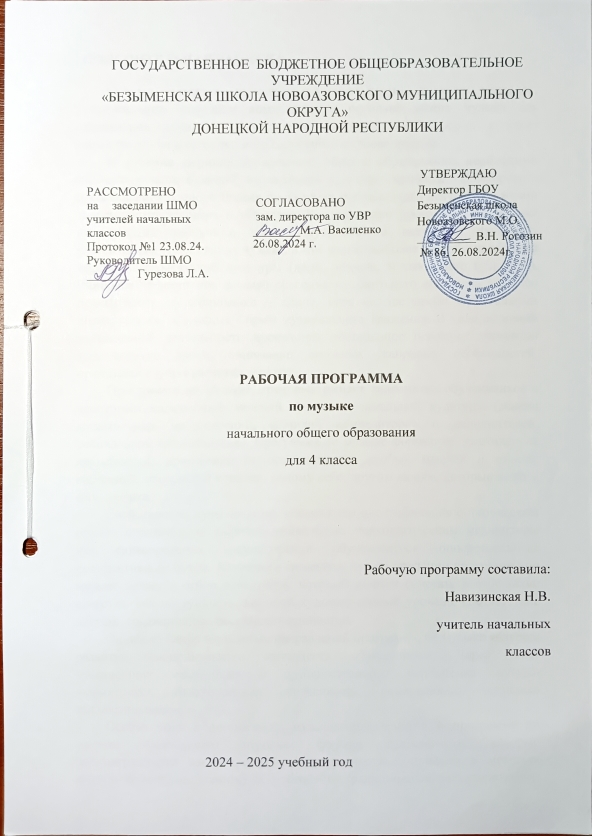 ГОСУДАРСТВЕННОЕ БЮДЖЕТНОЕ ОБЩЕОБРАЗОВАТЕЛЬНОЕ
УЧРЕЖДЕНИЕ
«БЕЗЫМЕНСКАЯ ШКОЛА НОВОАЗОВСКОГО МУНИЦИПАЛЬНОГО
ОКРУГА»
ДОНЕЦКОЙ НАРОДНОЙ РЕСПУБЛИКИ
РАССМОТРЕНО
на заседании ШМО
учителей начальных
классов
Протокол №1 23.08.24.
Руководитель ШМО
Гурезова Л.А.
СОГЛАСОВАНО
зам. директора по УВР
М.А. Василенко
26.08.2024 г.
УТВЕРЖДАЮ
Директор ГБОУ
Безыменская школа
Новоазовского М.О.
В.Н. Рогозин
№ 86, 26.08.2024г.
РАБОЧАЯ ПРОГРАММА
по музыке
начального общего образования
для 4 класса
Рабочую программу составила:
Навизинская Н.В.
учитель начальных
классов
2024 – 2025 учебный год